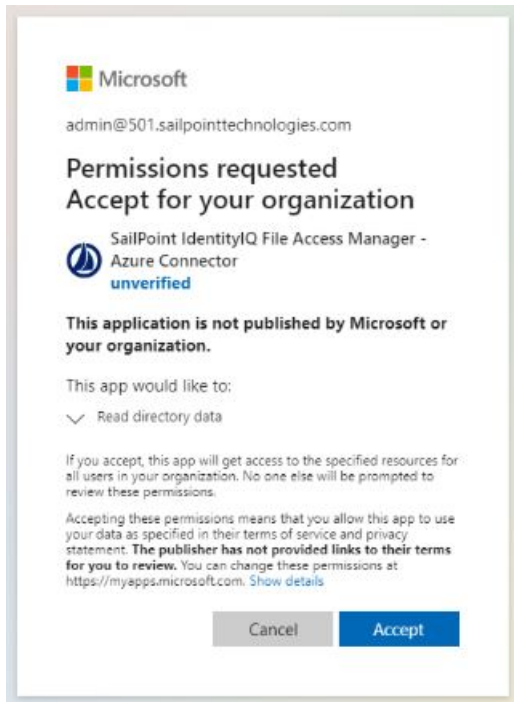 Microsoft
admin@501.sailpointtechnologies.com
Permissions requested
Accept for your organization
SailPoint IdentityIQ File Access Manager -
Azure Connector
unverified
This application is not published by Microsoft or
your organization.
This app would like to:
Read directory data
If you accept, this app will get access to the specified resources for
all users in your organization. No one else will be prompted to
review these permissions.
Accepting these permissions means that you allow this app to use
your data as specified in their terms of service and privacy
statement. The publisher has not provided links to their terms
for you to review. You can change these permissions at
https://myapps.microsoft.com. Show details
Cancel
Accept